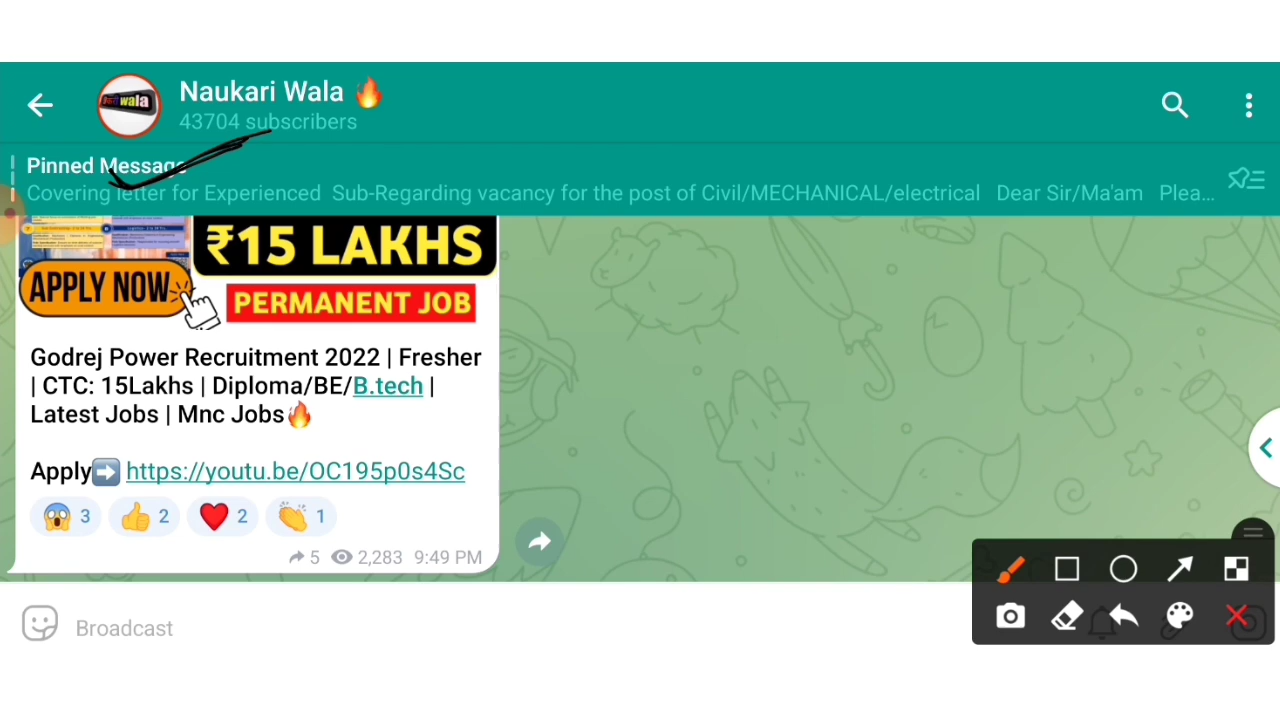 wala
Naukari Wala 🔥
43704 subscribers
Pinned Message
Covering letter for Experienced Sub-Regarding vacancy for the post of Civil/MECHANICAL/electrical Dear Sir/Ma'am Plea...
₹15 LAKHS
APPLY NOW
PERMANENT JOB
Godrej Power Recruitment 2022 | Fresher
| CTC: 15Lakhs | Diploma/BE/B.tech |
Latest Jobs | Mnc Jobs🔥
Apply➡️ https://youtu.be/OC195p0s4Sc
😱 3 👍 2 ❤️ 2 👏 1
5 2,283 9:49 PM
Broadcast